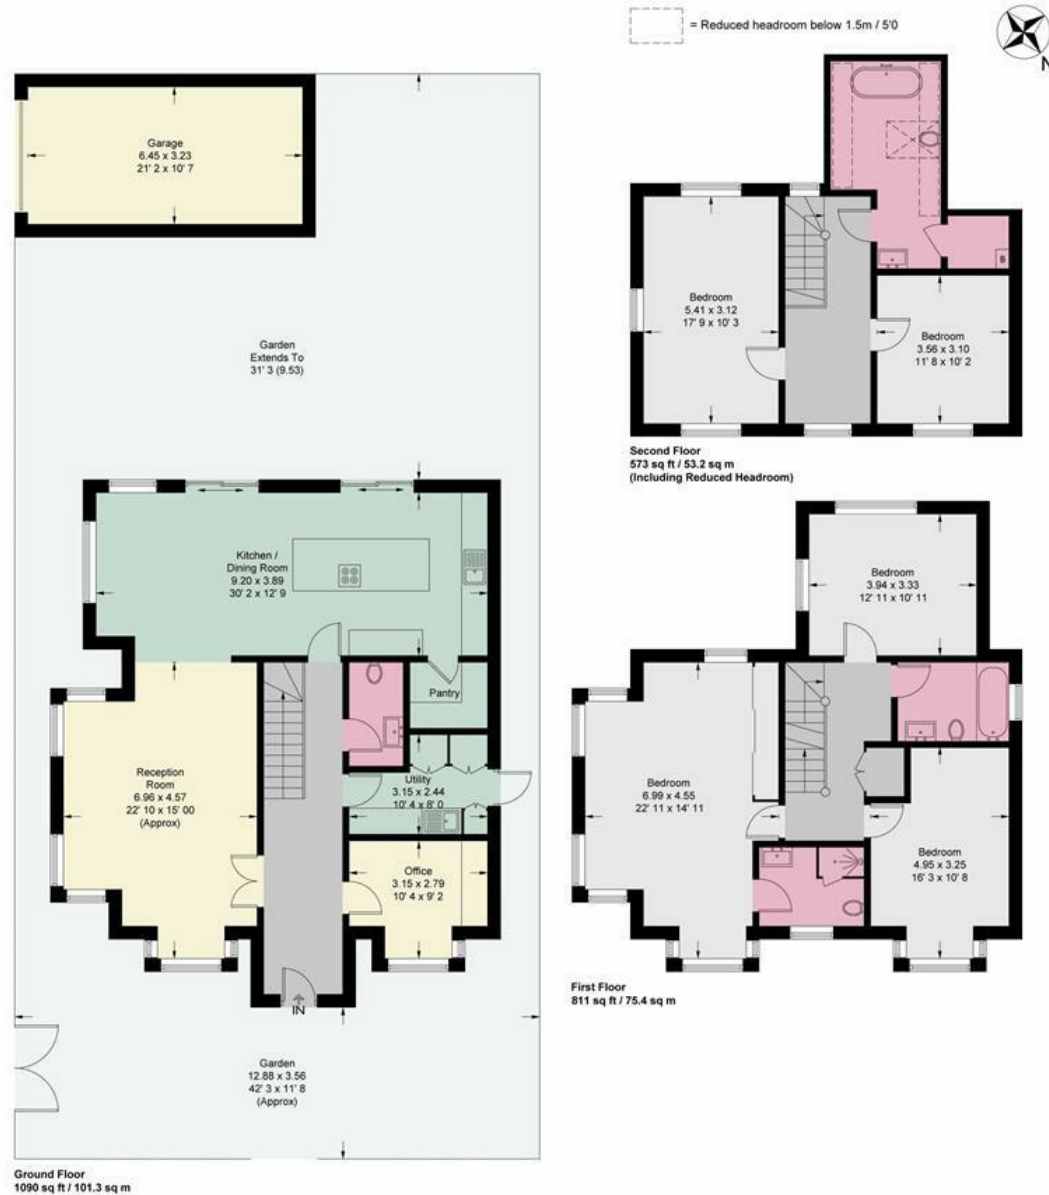 = Reduced headroom below 1.5m / 5'0
N
Garage
6.45 x 3.23
21' 2 x 10' 7
Garden
Extends To
31' 3 (9.53)
Kitchen /
Dining Room
9.20 x 3.89
30' 2 x 12' 9
Pantry
Reception
Room
6.96 x 4.57
22' 10 x 15' 00
(Approx)
Utility
3.15 x 2.44
10' 4 x 8' 0
Office
3.15 x 2.79
10' 4 x 9' 2
IN
Garden
12.88 x 3.56
42' 3 x 11' 8
(Approx)
Ground Floor
1090 sq ft / 101.3 sq m
Bedroom
5.41 x 3.12
17' 9 x 10' 3
B
Bedroom
3.56 x 3.10
11' 8 x 10' 2
Second Floor
573 sq ft / 53.2 sq m
(Including Reduced Headroom)
Bedroom
3.94 x 3.33
12' 11 x 10' 11
Bedroom
6.99 x 4.55
22' 11 x 14' 11
Bedroom
4.95 x 3.25
16' 3 x 10' 8
First Floor
811 sq ft / 75.4 sq m